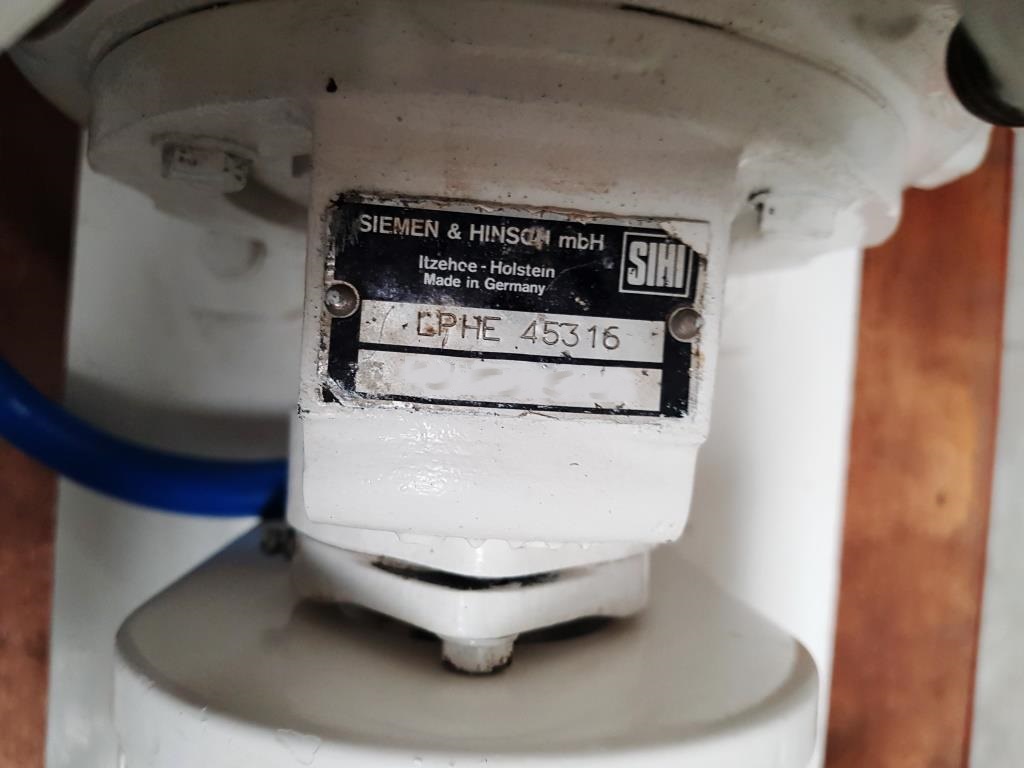 SIEMEN & HINSCH mbH
Itzehoe - Holstein
Made in Germany
SIHI
LPHE 45316